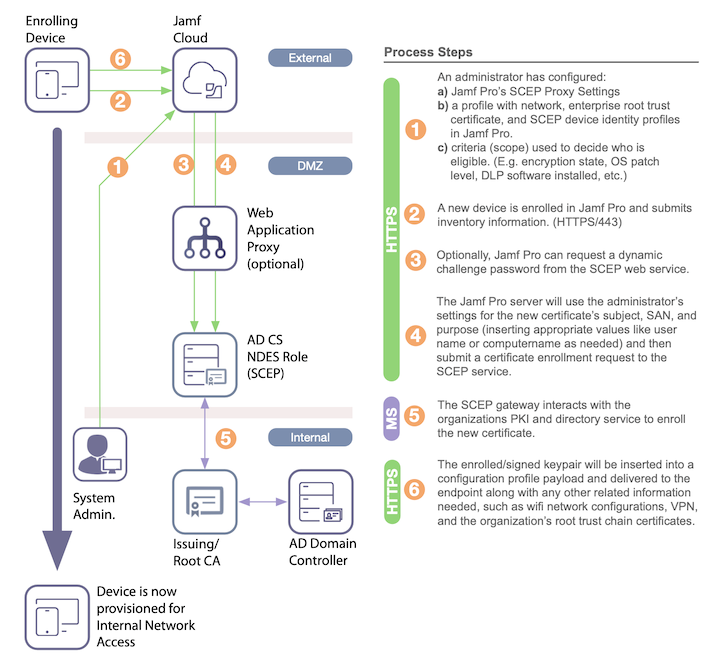 Enrolling
Device
Jamf
Cloud
External
6
2
1
3
4
DMZ
Web
Application
Proxy
(optional)
AD CS
NDES Role
(SCEP)
5
Internal
System
Admin.
Issuing/
Root CA
AD Domain
Controller
Device is now
provisioned for
Internal Network
Access
Process Steps
HTTPS
1
An administrator has configured:
a) Jamf Pro's SCEP Proxy Settings
b) a profile with network, enterprise root trust
certificate, and SCEP device identity profiles
in Jamf Pro.
c) criteria (scope) used to decide who is
eligible. (E.g. encryption state, OS patch
level, DLP software installed, etc.)
2
A new device is enrolled in Jamf Pro and submits
inventory information. (HTTPS/443)
3
Optionally, Jamf Pro can request a dynamic
challenge password from the SCEP web service.
4
The Jamf Pro server will use the administrator's
settings for the new certificate's subject, SAN, and
purpose (inserting appropriate values like user
name or computername as needed) and then
submit a certificate enrollment request to the
SCEP service.
MS
5
The SCEP gateway interacts with the
organizations PKI and directory service to enroll
the new certificate.
HTTPS
6
The enrolled/signed keypair will be inserted into a
configuration profile payload and delivered to the
endpoint along with any other related information
needed, such as wifi network configurations, VPN,
and the organization's root trust chain certificates.